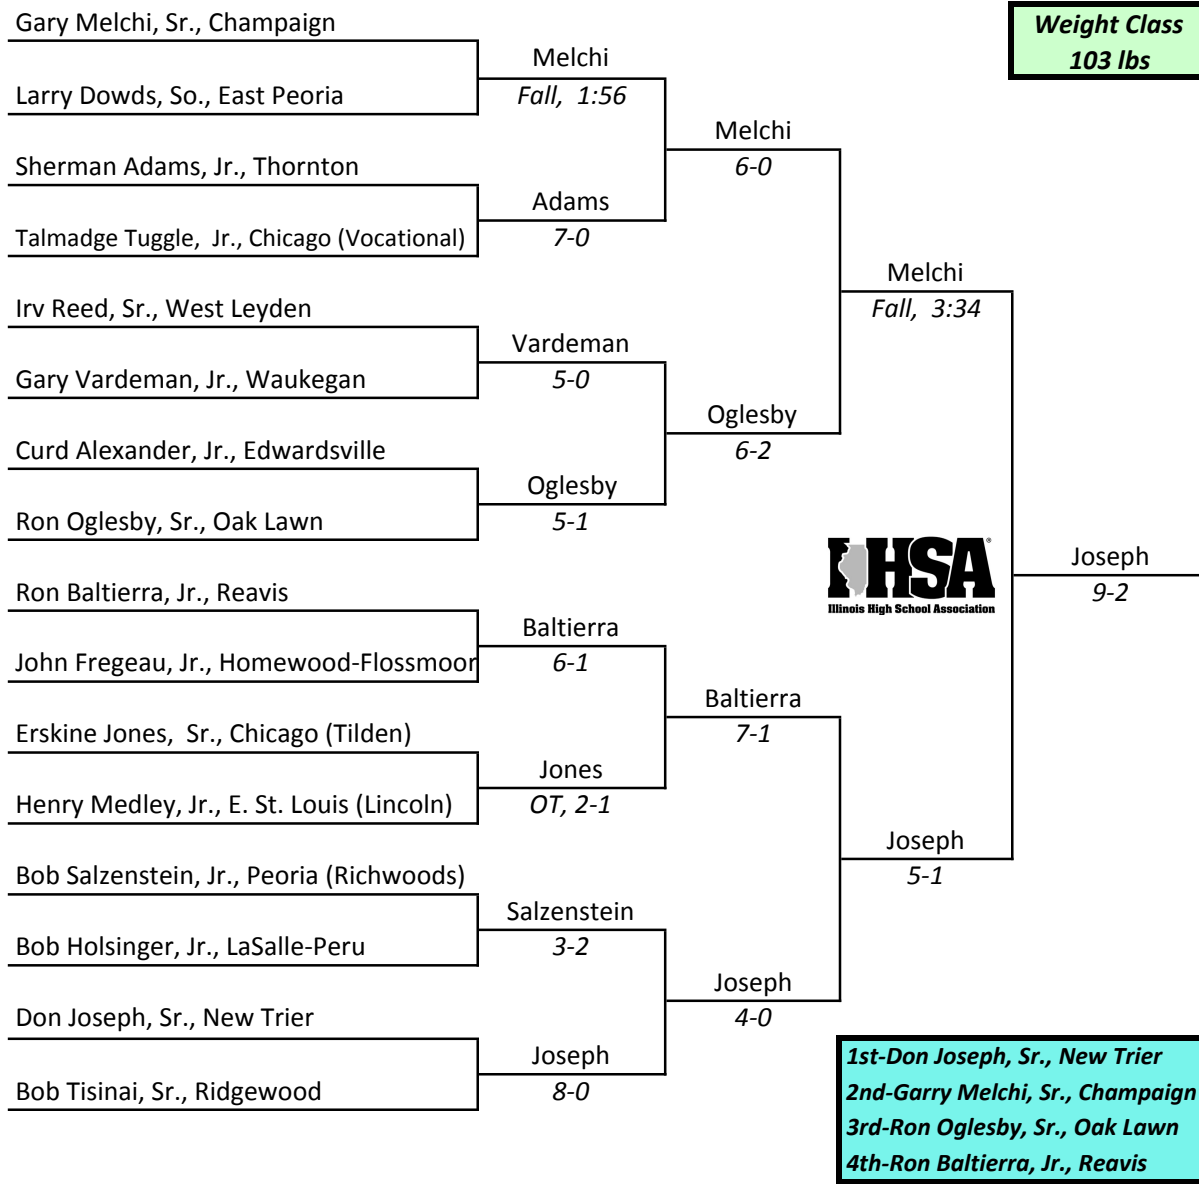 Gary Melchi, Sr., Champaign
Weight Class
103 lbs
Melchi
Larry Dowds, So., East Peoria
Fall, 1:56
Melchi
Sherman Adams, Jr., Thornton
6-0
Adams
Talmadge Tuggle, Jr., Chicago (Vocational)
7-0
Melchi
Irv Reed, Sr., West Leyden
Fall, 3:34
Vardeman
Gary Vardeman, Jr., Waukegan
5-0
Oglesby
Curd Alexander, Jr., Edwardsville
6-2
Oglesby
Ron Oglesby, Sr., Oak Lawn
5-1
IHSA®
Illinois High School Association
Joseph
9-2
Ron Baltierra, Jr., Reavis
Baltierra
John Fregeau, Jr., Homewood-Flossmoor
6-1
Baltierra
Erskine Jones, Sr., Chicago (Tilden)
7-1
Jones
Henry Medley, Jr., E. St. Louis (Lincoln)
OT, 2-1
Joseph
Bob Salzenstein, Jr., Peoria (Richwoods)
5-1
Salzenstein
Bob Holsinger, Jr., LaSalle-Peru
3-2
Joseph
Don Joseph, Sr., New Trier
4-0
Joseph
Bob Tisinai, Sr., Ridgewood
8-0
1st-Don Joseph, Sr., New Trier
2nd-Garry Melchi, Sr., Champaign
3rd-Ron Oglesby, Sr., Oak Lawn
4th-Ron Baltierra, Jr., Reavis